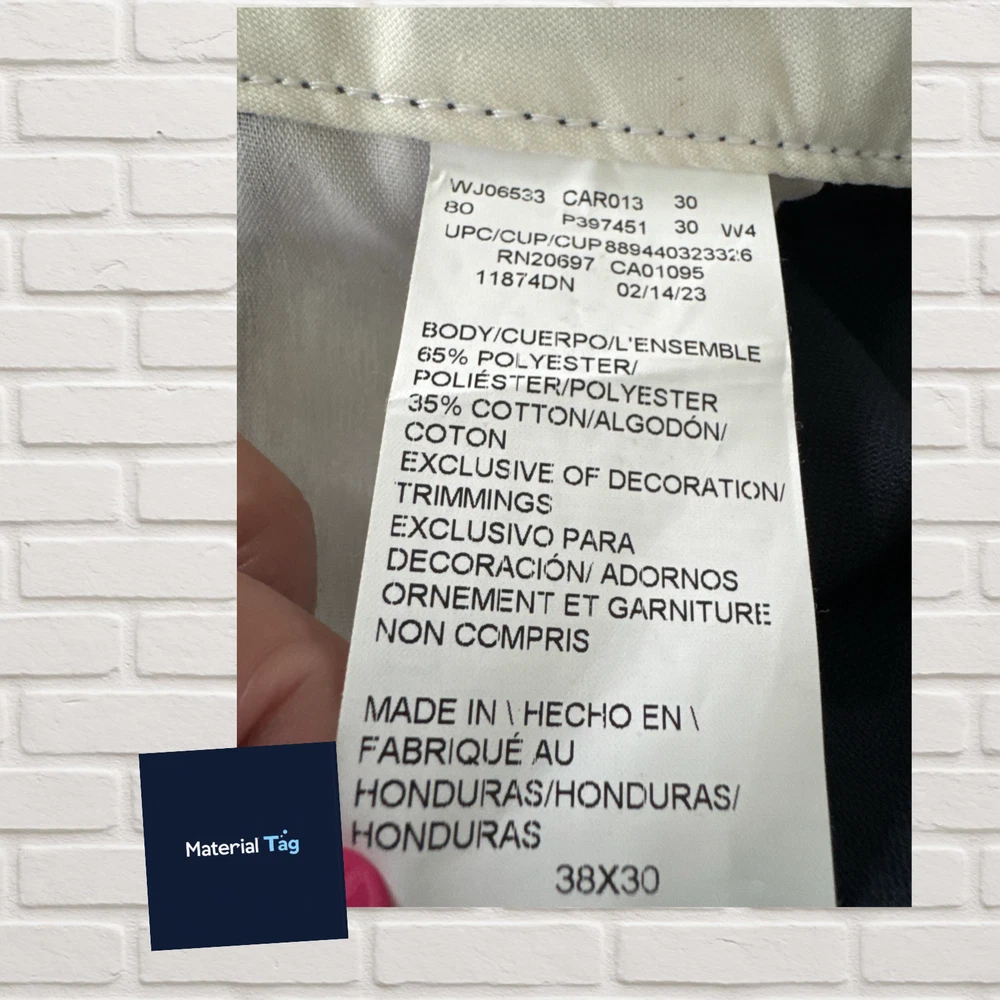 WJ06533 CAR013 30
80 P397451 30 W4
UPC/CUP/CUP889440323326
RN20697 CA01095
11874DN 02/14/23
BODY/CUERPO/L'ENSEMBLE
65% POLYESTER/
POLIÉSTER/POLYESTER
35% COTTON/ALGODÓN/
COTON
EXCLUSIVE OF DECORATION/
TRIMMINGS
EXCLUSIVO PARA
DECORACIÓN/ ADORNOS
ORNEMENT ET GARNITURE
NON COMPRIS
MADE IN \ HECHO EN \
FABRIQUÉ AU
HONDURAS/HONDURAS/
HONDURAS
38X30
Material Tag